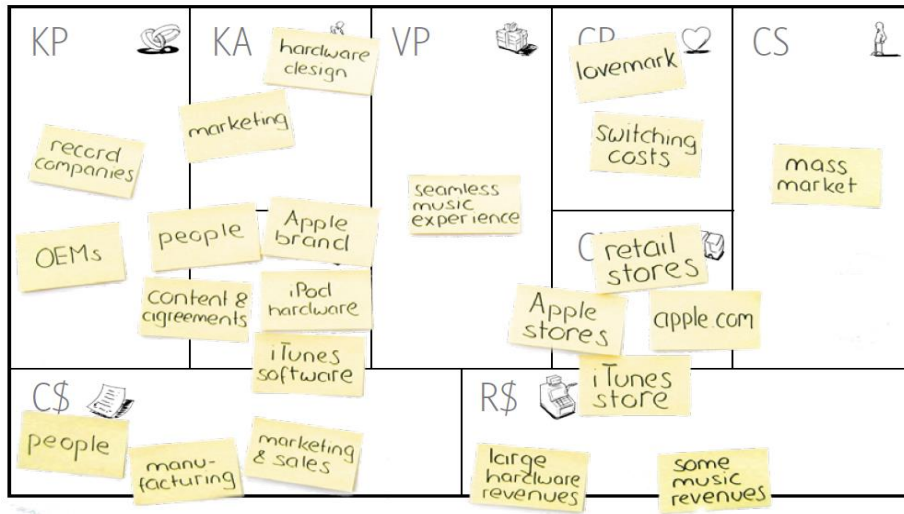 KP
record
companies
OEMs
KA
hardware
design
marketing
people
Apple
brand
content &
agreements
iPod
hardware
iTunes
software
VP
seamless
music
experience
CR
lovemark
switching
costs
C
retail
stores
Apple
stores
apple.com
iTunes
store
CS
mass
market
C$
people
manu-
facturing
marketing
& sales
R$
large
hardware
revenues
some
music
revenues